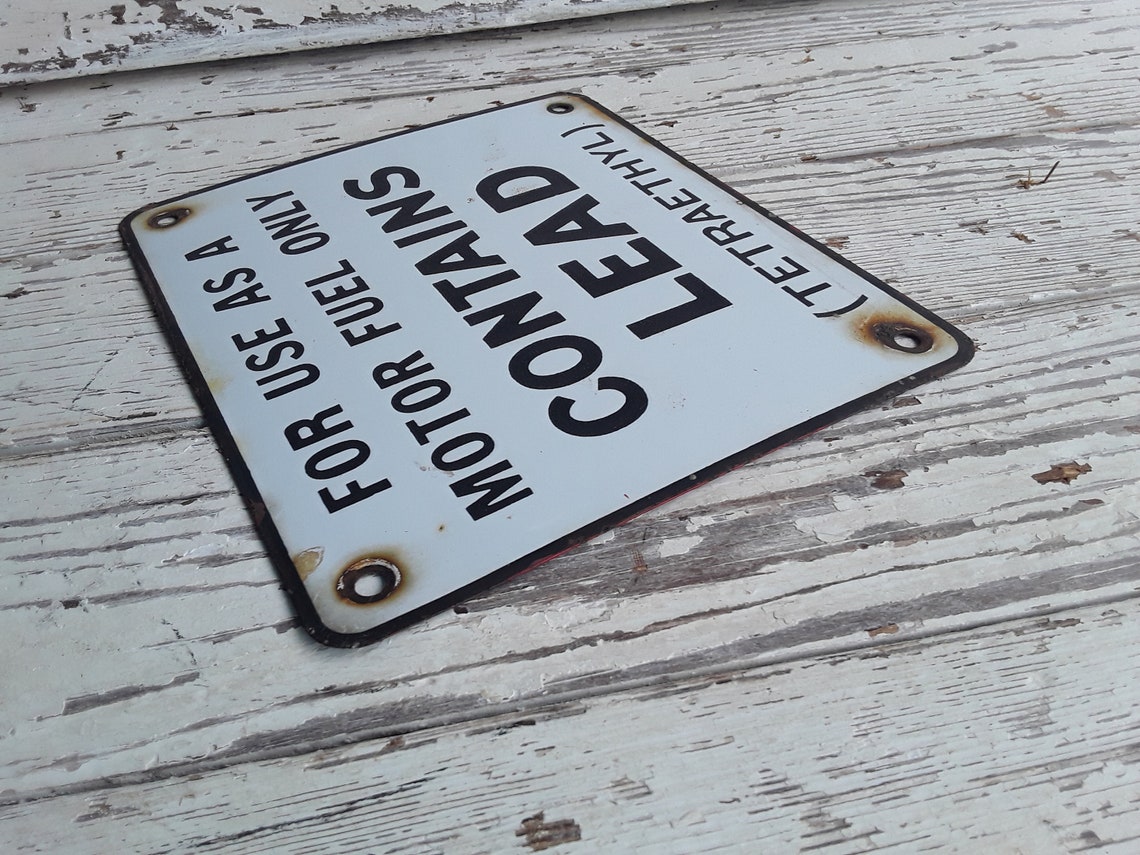 FOR USE AS A
MOTOR FUEL ONLY
CONTAINS
LEAD
(TETRAETHYL)